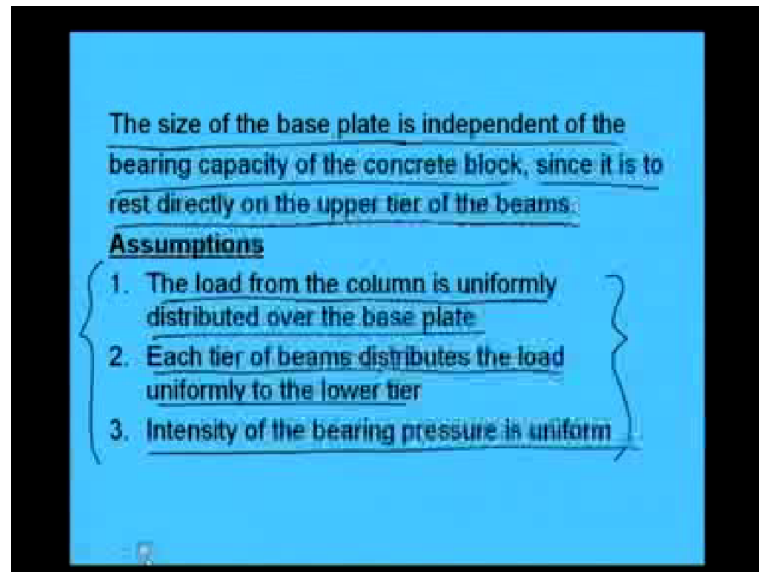 The size of the base plate is independent of the
bearing capacity of the concrete block, since it is to
rest directly on the upper tier of the beams.
Assumptions
1. The load from the column is uniformly
distributed over the base plate
2. Each tier of beams distributes the load
uniformly to the lower tier
3. Intensity of the bearing pressure is uniform